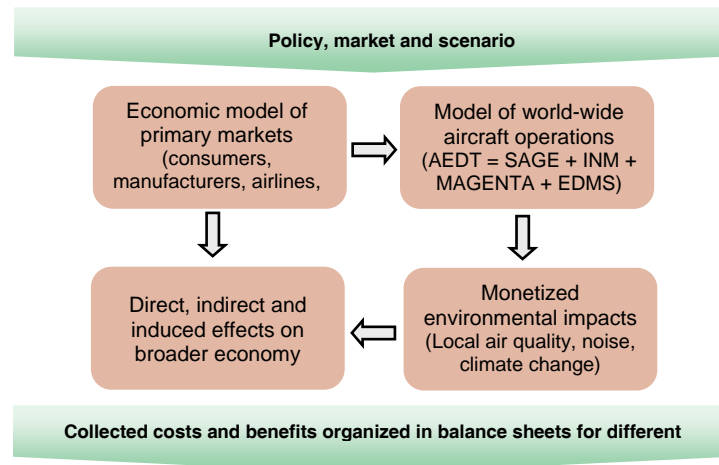 Policy, market and scenario
Economic model of
primary markets
(consumers,
manufacturers, airlines,
Model of world-wide
aircraft operations
(AEDT = SAGE + INM +
MAGENTA + EDMS)
Direct, indirect and
induced effects on
broader economy
Monetized
environmental impacts
(Local air quality, noise,
climate change)
Collected costs and benefits organized in balance sheets for different